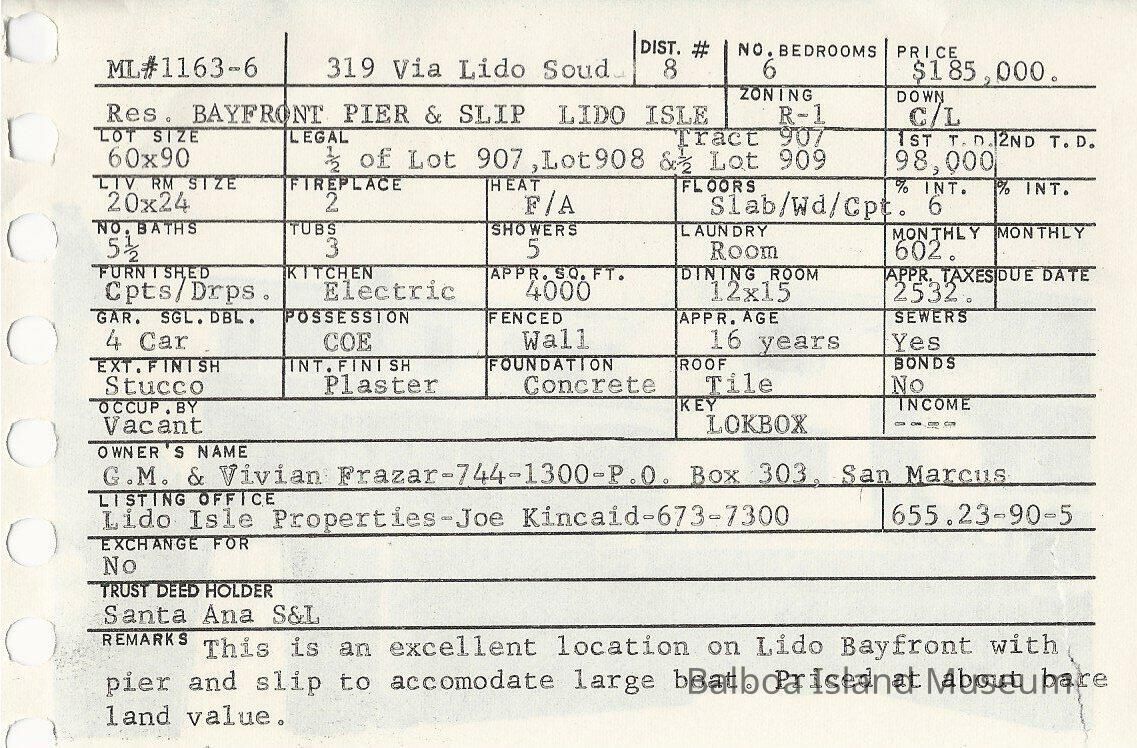 DIST. # NO. BEDROOMS PRICE
ML#1163-6 319 Via Lido Soud 8 6 $185,000.
ZONING DOWN
Res. BAYFRONT PIER & SLIP LIDO ISLE R-1 C/L
LOT SIZE LEGAL Tract 907 1ST T.D. 2ND T.D.
60x90 ½ of Lot 907,Lot908 &½ Lot 909 98,000
LIV RM SIZE FIREPLACE HEAT FLOORS % INT. % INT.
20x24 2 F/A Slab/Wd/Cpt. 6
NO. BATHS TUBS SHOWERS LAUNDRY MONTHLY MONTHLY
5½ 3 5 Room 602.
FURNISHED KITCHEN APPR. SQ. FT. DINING ROOM APPR. TAXES DUE DATE
Cpts/Drps. Electric 4000 12x15 2532.
GAR. SGL. DBL. POSSESSION FENCED APPR. AGE SEWERS
4 Car COE Wall 16 years Yes
EXT. FINISH INT. FINISH FOUNDATION ROOF BONDS
Stucco Plaster Concrete Tile No
OCCUP. BY KEY INCOME
Vacant LOKBOX ----
OWNER'S NAME
G.M. & Vivian Frazar-744-1300-P.O. Box 303, San Marcus
LISTING OFFICE
Lido Isle Properties-Joe Kincaid-673-7300 655.23-90-5
EXCHANGE FOR
No
TRUST DEED HOLDER
Santa Ana S&L
REMARKS This is an excellent location on Lido Bayfront with
pier and slip to accomodate large boat. Priced at about bare
land value.
Balboa Island Museum